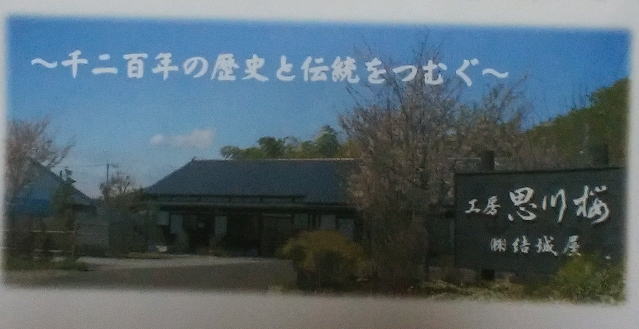 ～千二百年の歴史と伝統をつむぐ～
工房 思川桜
㈱結城屋